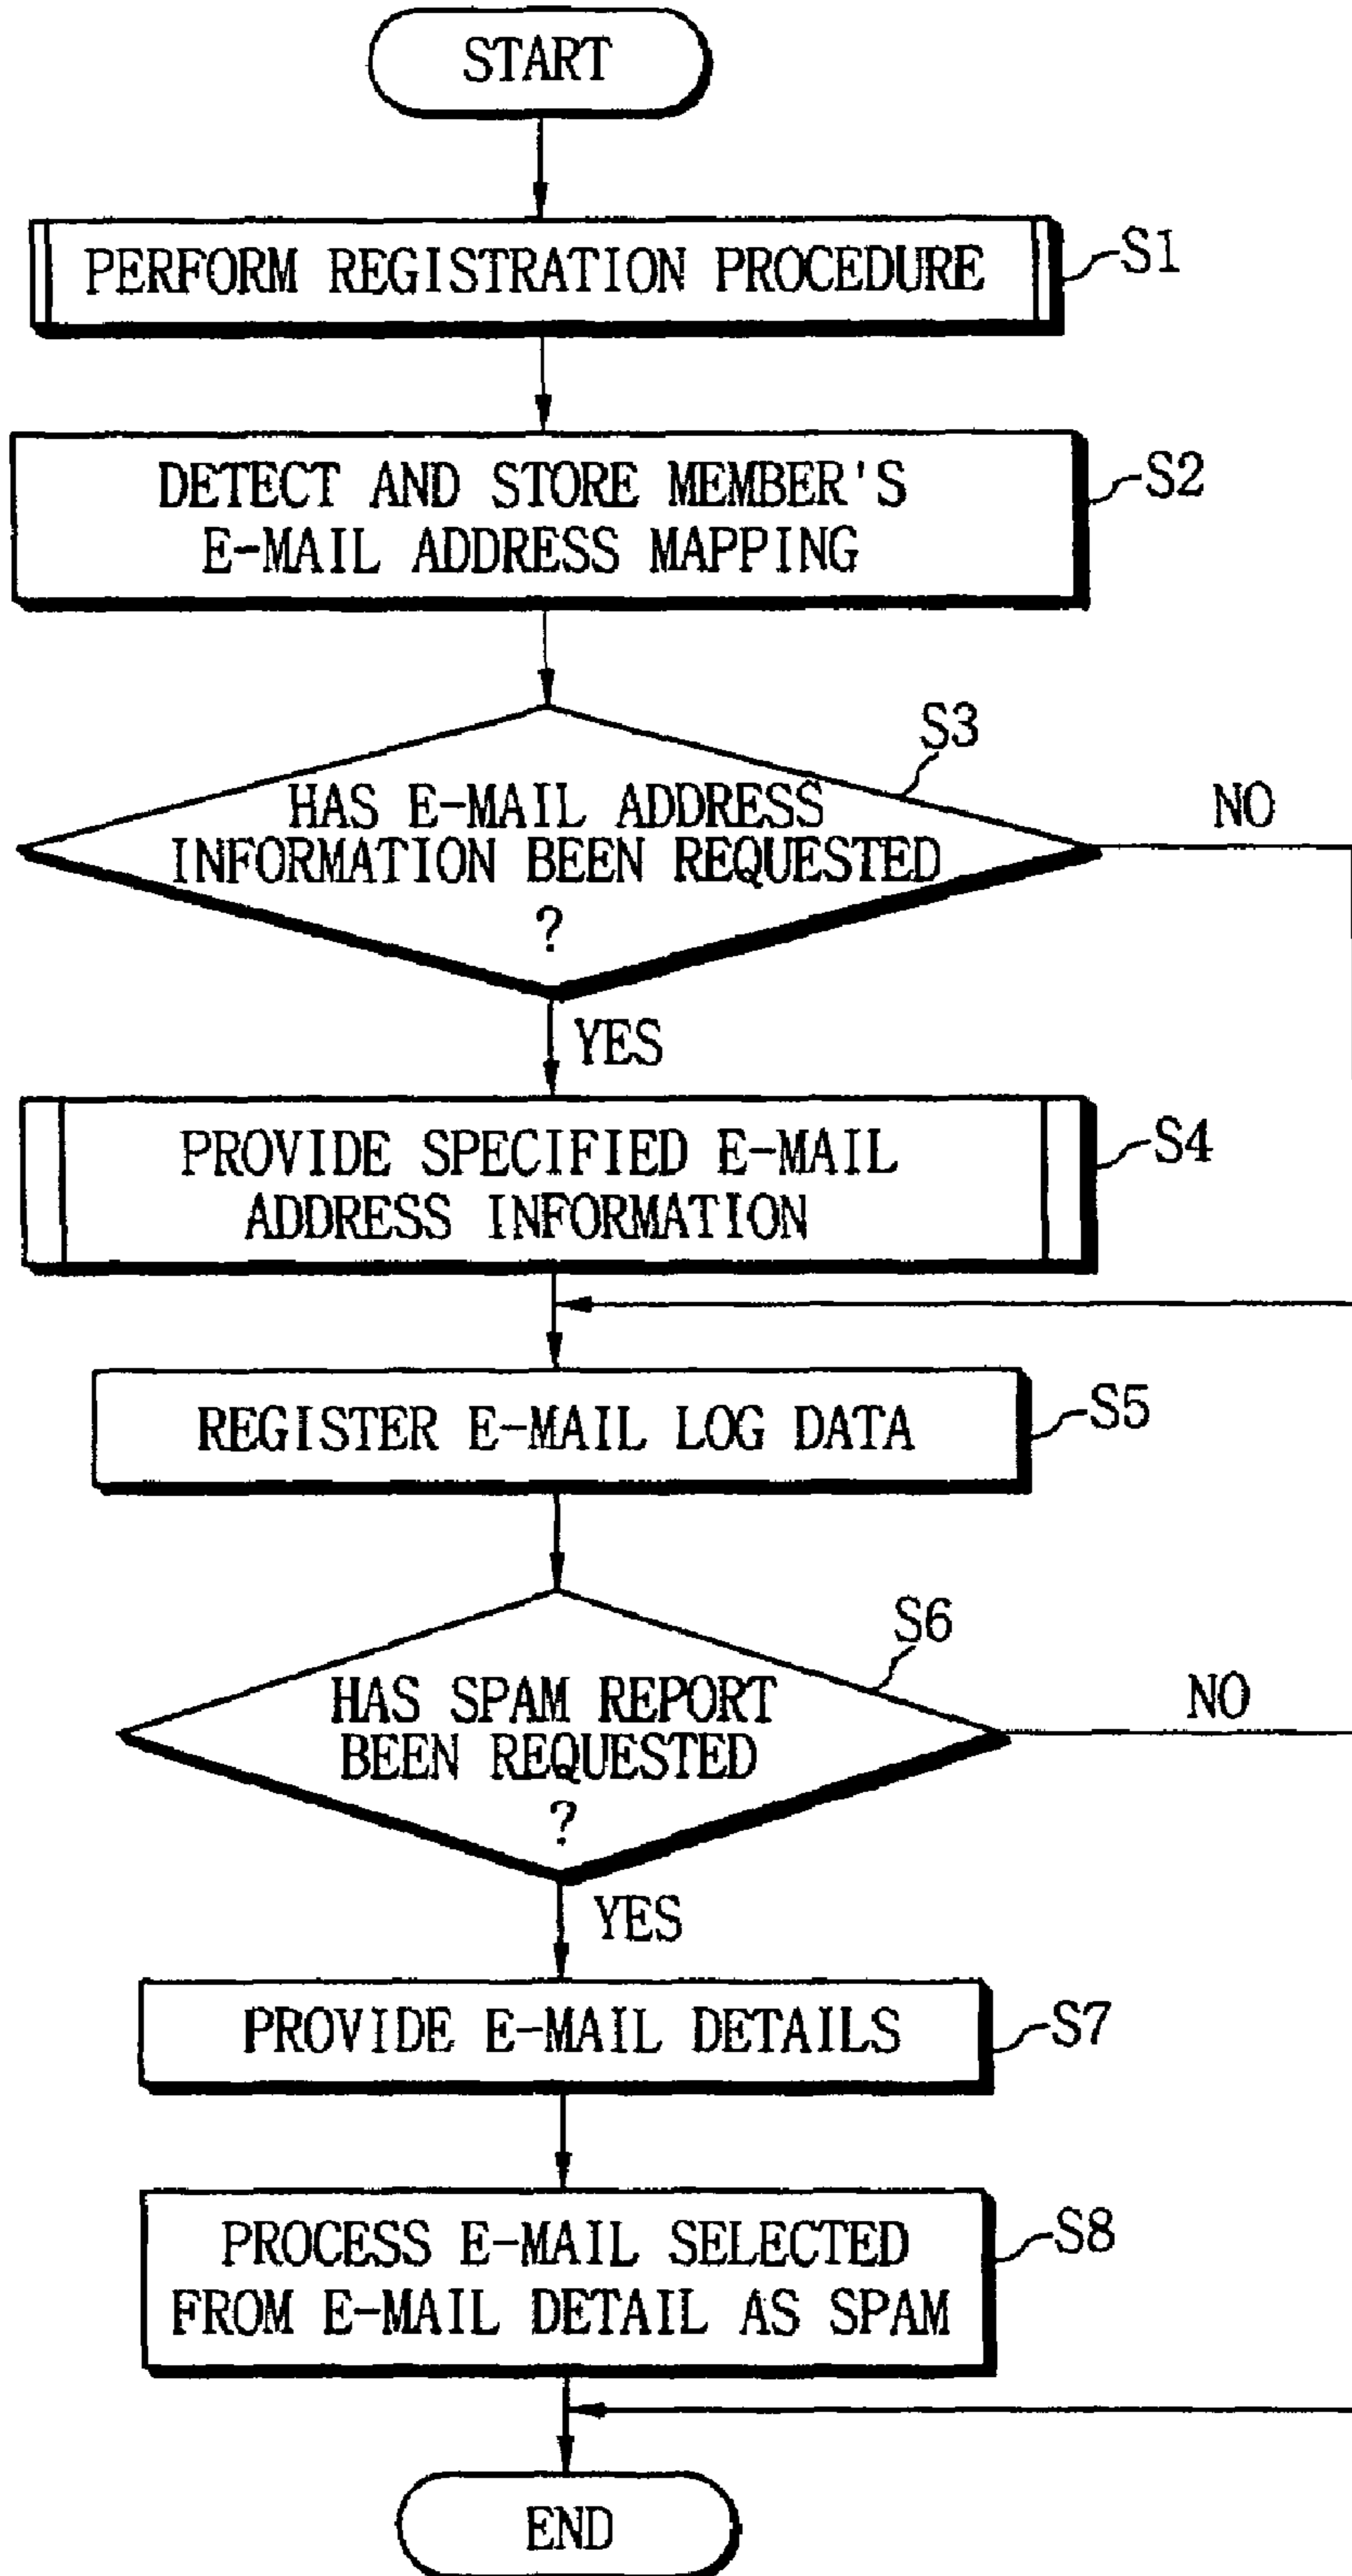 START
PERFORM REGISTRATION PROCEDURE
S1
DETECT AND STORE MEMBER'S
E-MAIL ADDRESS MAPPING
S2
S3
HAS E-MAIL ADDRESS
INFORMATION BEEN REQUESTED
?
NO
YES
PROVIDE SPECIFIED E-MAIL
ADDRESS INFORMATION
S4
REGISTER E-MAIL LOG DATA
S5
S6
HAS SPAM REPORT
BEEN REQUESTED
?
NO
YES
PROVIDE E-MAIL DETAILS
S7
PROCESS E-MAIL SELECTED
FROM E-MAIL DETAIL AS SPAM
S8
END